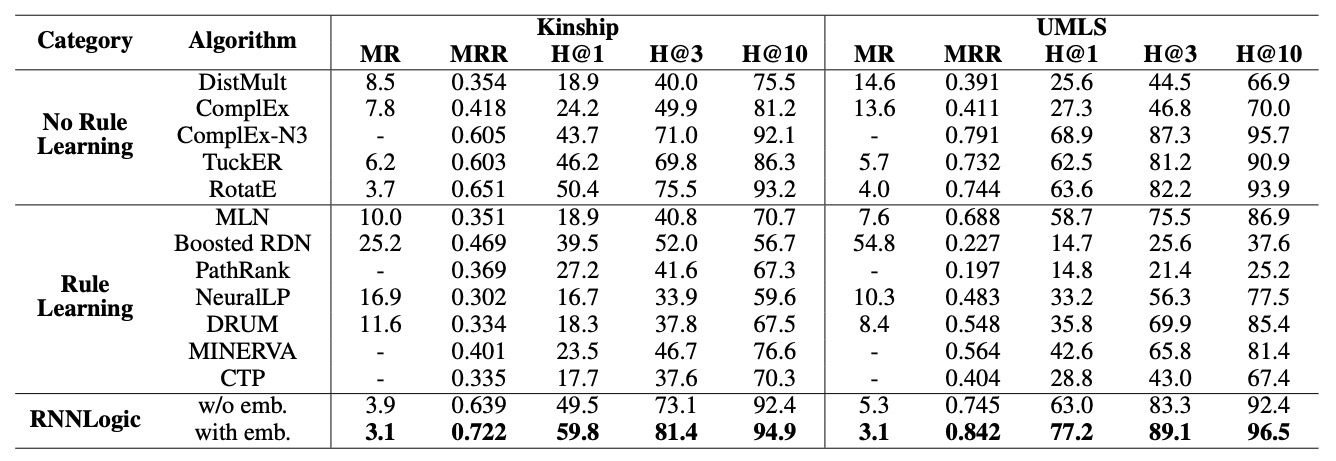 Category Algorithm Kinship UMLS
MR MRR H@1 H@3 H@10 MR MRR H@1 H@3 H@10
No Rule Learning
DistMult 8.5 0.354 18.9 40.0 75.5 14.6 0.391 25.6 44.5 66.9
ComplEx 7.8 0.418 24.2 49.9 81.2 13.6 0.411 27.3 46.8 70.0
ComplEx-N3 - 0.605 43.7 71.0 92.1 - 0.791 68.9 87.3 95.7
TuckER 6.2 0.603 46.2 69.8 86.3 5.7 0.732 62.5 81.2 90.9
RotatE 3.7 0.651 50.4 75.5 93.2 4.0 0.744 63.6 82.2 93.9
Rule Learning
MLN 10.0 0.351 18.9 40.8 70.7 7.6 0.688 58.7 75.5 86.9
Boosted RDN 25.2 0.469 39.5 52.0 56.7 54.8 0.227 14.7 25.6 37.6
PathRank - 0.369 27.2 41.6 67.3 - 0.197 14.8 21.4 25.2
NeuralLP 16.9 0.302 16.7 33.9 59.6 10.3 0.483 33.2 56.3 77.5
DRUM 11.6 0.334 18.3 37.8 67.5 8.4 0.548 35.8 69.9 85.4
MINERVA - 0.401 23.5 46.7 76.6 - 0.564 42.6 65.8 81.4
CTP - 0.335 17.7 37.6 70.3 - 0.404 28.8 43.0 67.4
RNNLogic
w/o emb. 3.9 0.639 49.5 73.1 92.4 5.3 0.745 63.0 83.3 92.4
with emb. 3.1 0.722 59.8 81.4 94.9 3.1 0.842 77.2 89.1 96.5